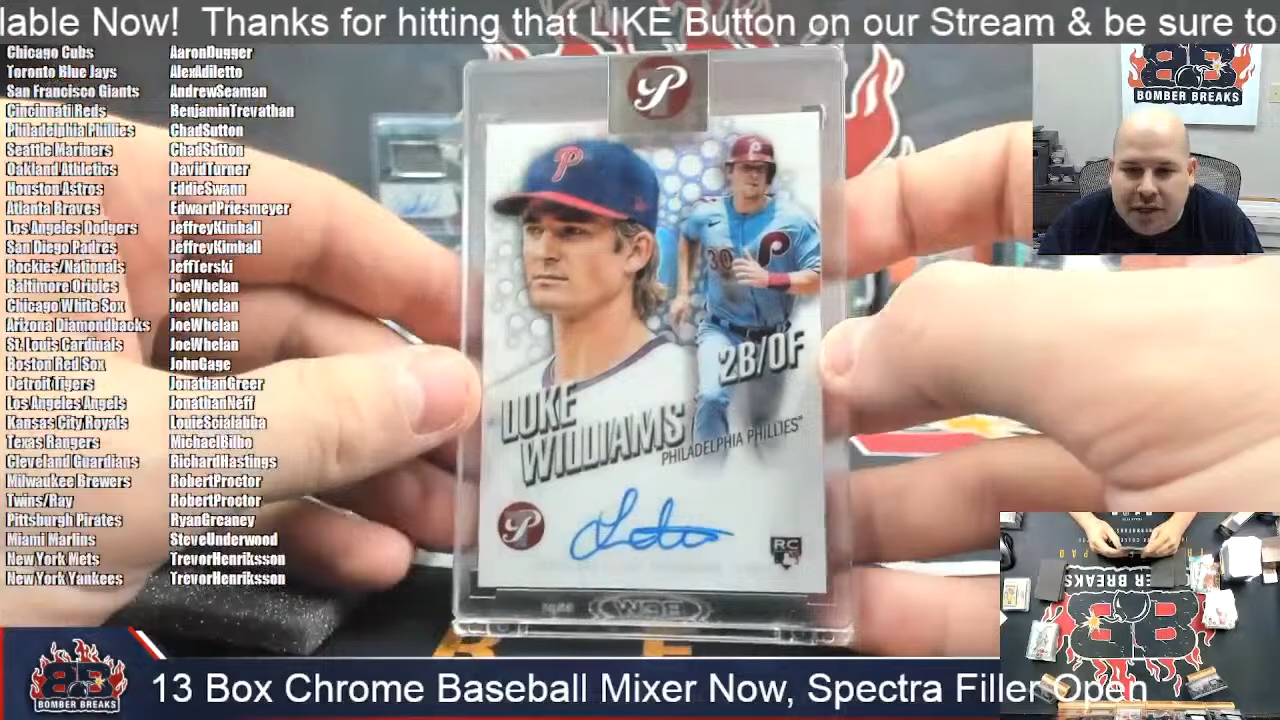 lable Now!  Thanks for hitting that LIKE Button on our Stream & be sure to
Chicago Cubs AaronDugger
Toronto Blue Jays AlexAdiletto
San Francisco Giants AndrewSeaman
Cincinnati Reds BenjaminTrevathan
Philadelphia Phillies ChadSutton
Seattle Mariners ChadSutton
Oakland Athletics DavidTurner
Houston Astros EddieSwann
Atlanta Braves EdwardPriesmeyer
Los Angeles Dodgers JeffreyKimball
San Diego Padres JeffreyKimball
Rockies/Nationals JeffTerski
Baltimore Orioles JoeWhelan
Chicago White Sox JoeWhelan
Arizona Diamondbacks JoeWhelan
St. Louis Cardinals JoeWhelan
Boston Red Sox JohnGage
Detroit Tigers JonathanGreer
Los Angeles Angels JonathanNeff
Kansas City Royals LouieScialabba
Texas Rangers MichaelBilho
Cleveland Guardians RichardHastings
Milwaukee Brewers RobertProctor
Twins/Ray RobertProctor
Pittsburgh Pirates RyanGreaney
Miami Marlins SteveUnderwood
New York Mets TrevorHenriksson
New York Yankees TrevorHenriksson
P
P
P
30
P
2B/OF
LUKE
WILLIAMS
PHILADELPHIA PHILLIES
P
RC
BB
BOMBER BREAKS
BB
BOMBER BREAKS
13 Box Chrome Baseball Mixer Now, Spectra Filler Open